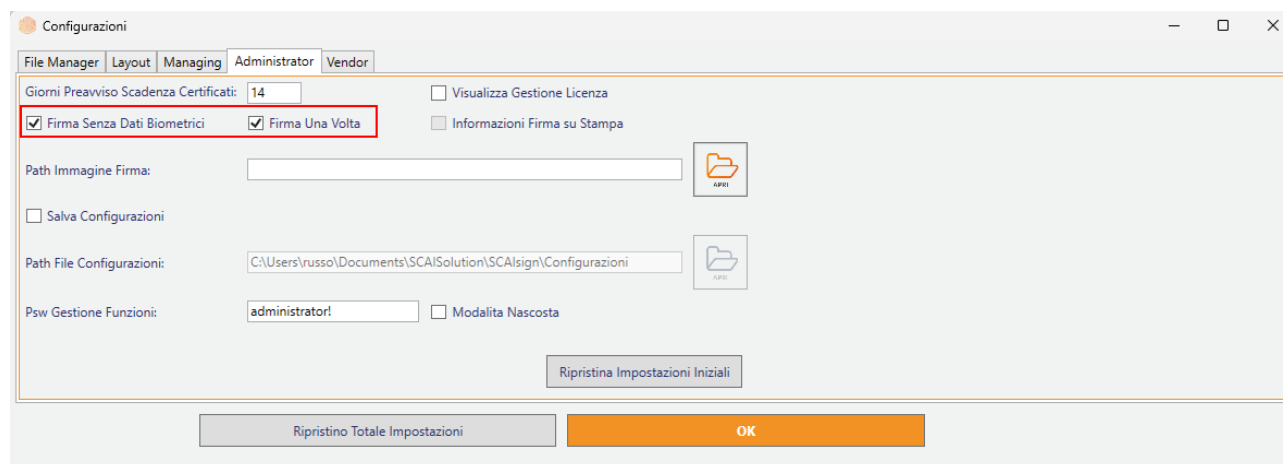 Configurazioni
File Manager Layout Managing Administrator Vendor
Giorni Preavviso Scadenza Certificati: 14 Visualizza Gestione Licenza
Firma Senza Dati Biometrici Firma Una Volta Informazioni Firma su Stampa
Path Immagine Firma: APRI
Salva Configurazioni
Path File Configurazioni: C:\Users\russo\Documents\SCAISolution\SCAIsign\Configurazioni APRI
Psw Gestione Funzioni: administrator! Modalita Nascosta
Ripristina Impostazioni Iniziali
Ripristino Totale Impostazioni OK